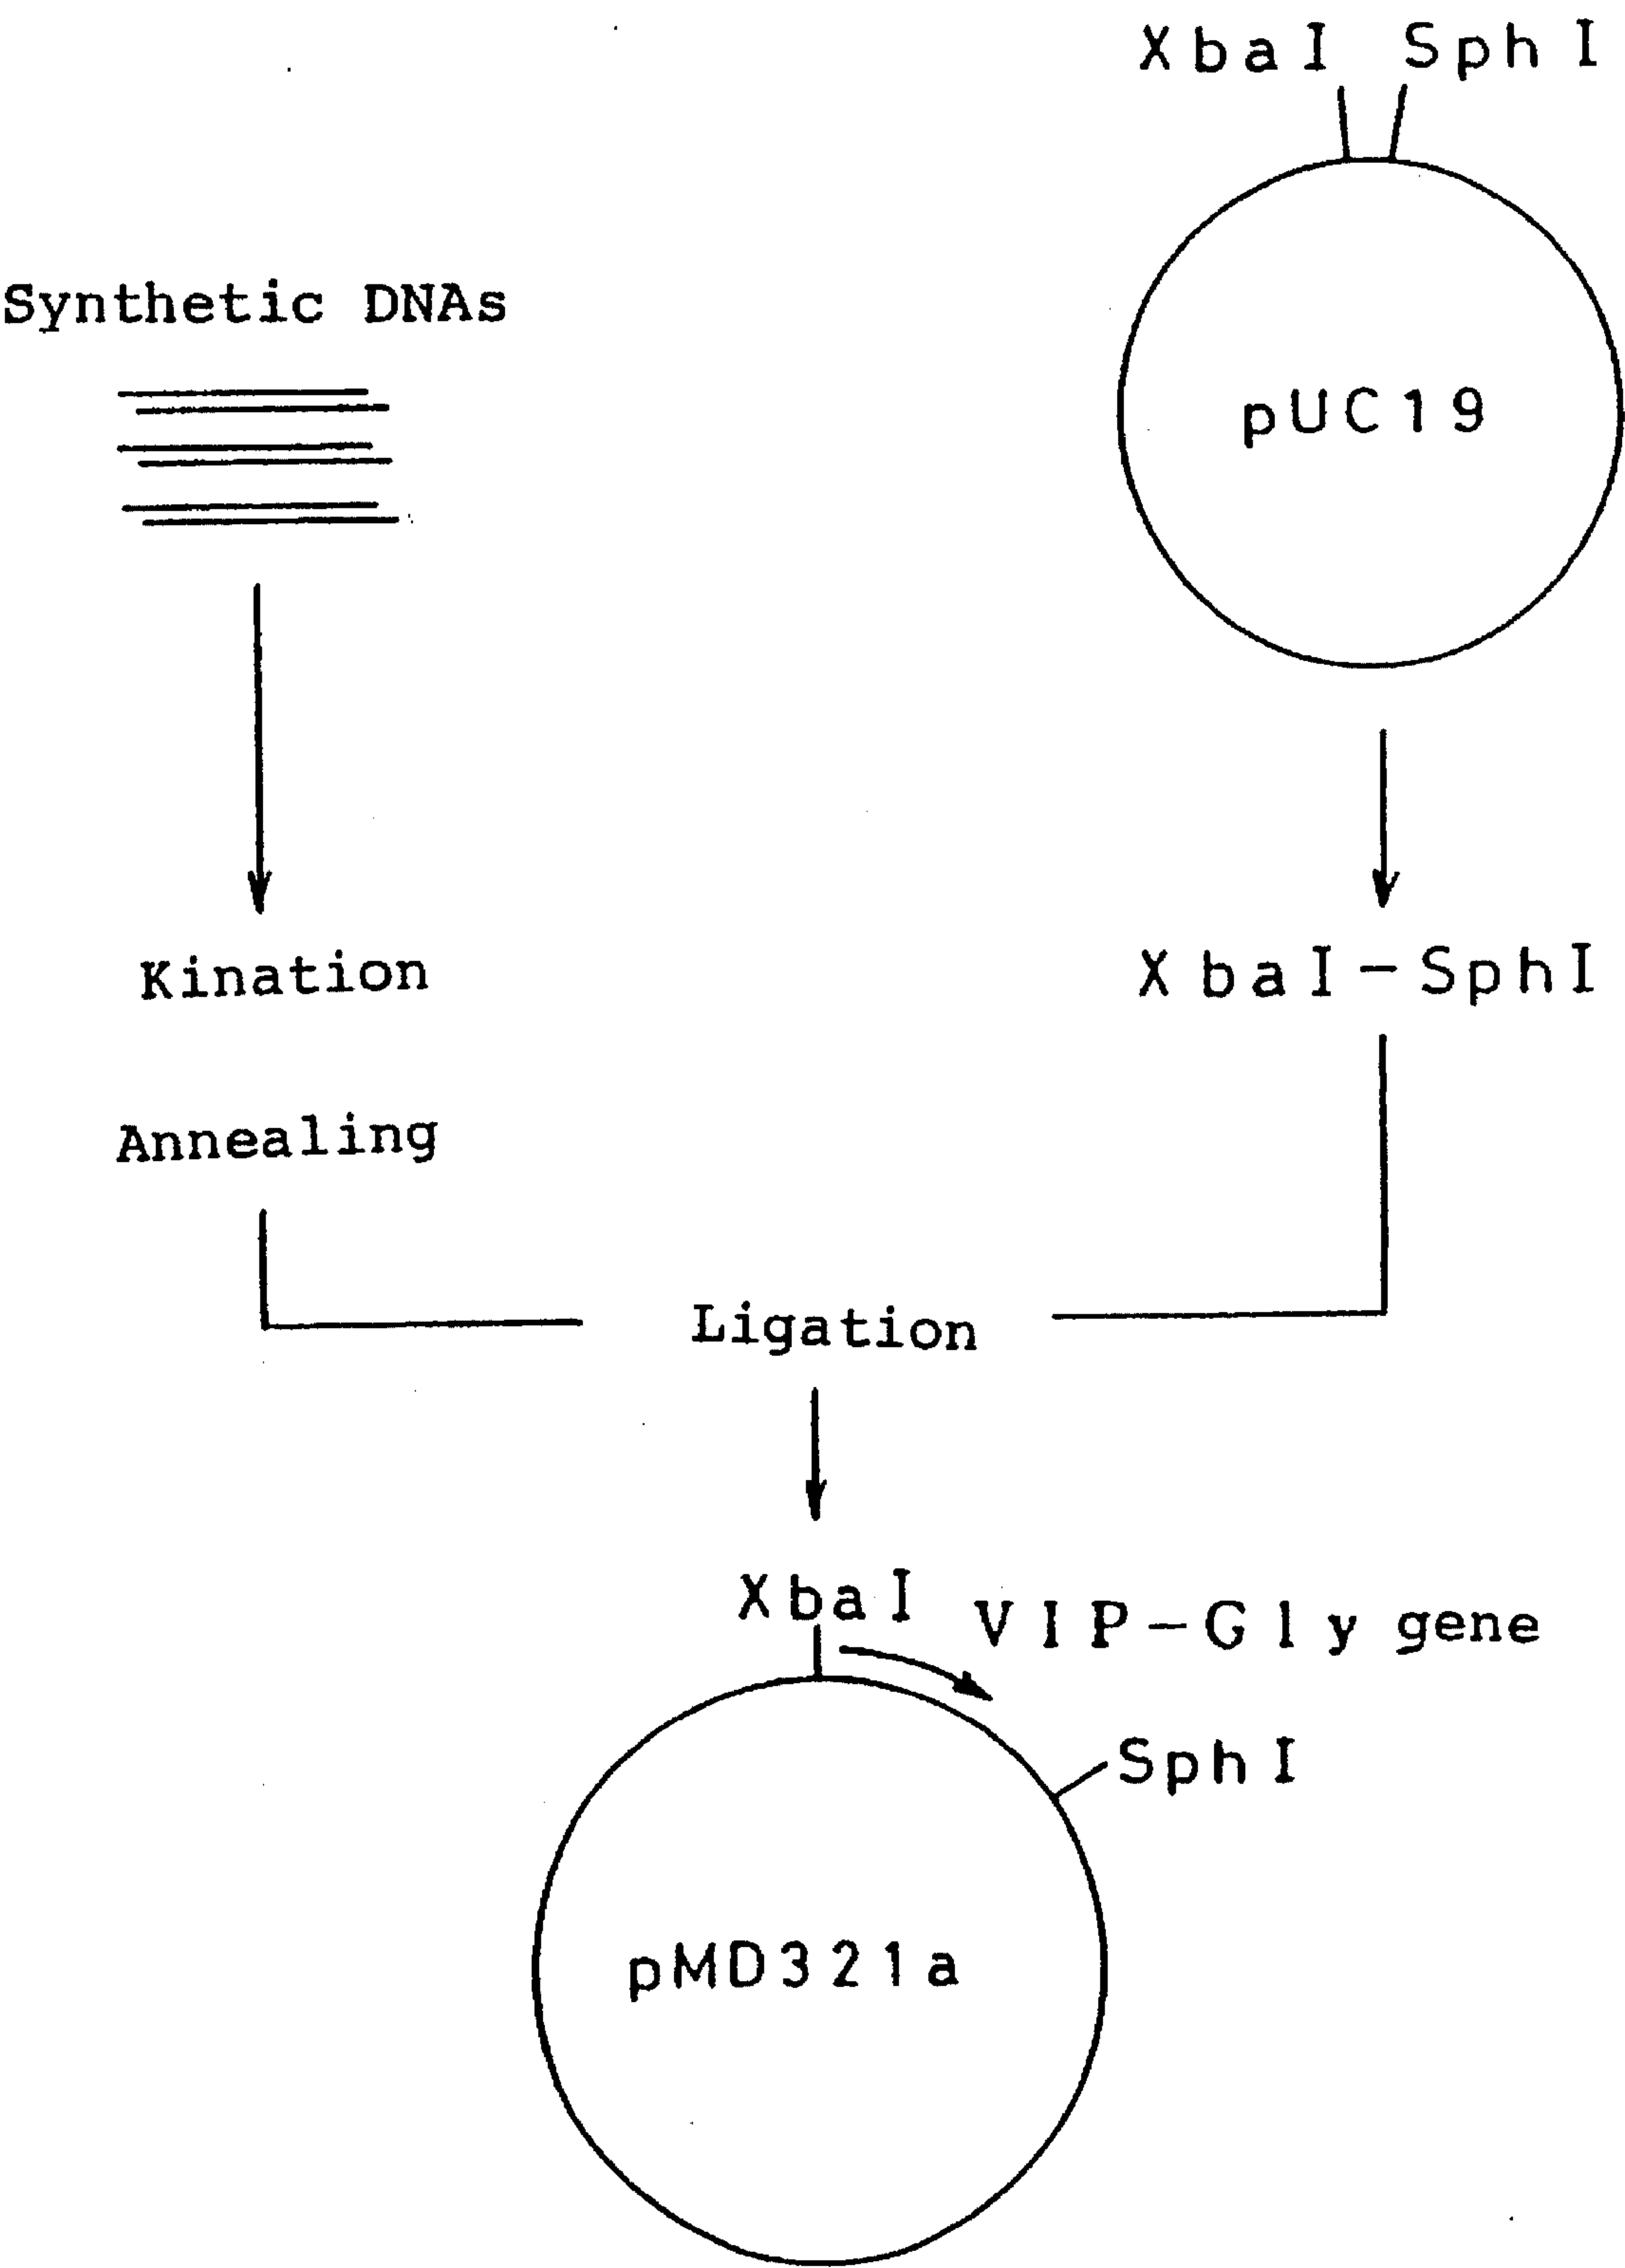 XbaI SphI
Synthetic DNAs
pUC19
Kination
XbaI-SphI
Annealing
Ligation
XbaI
VIP-Gly gene
SphI
pMD321a